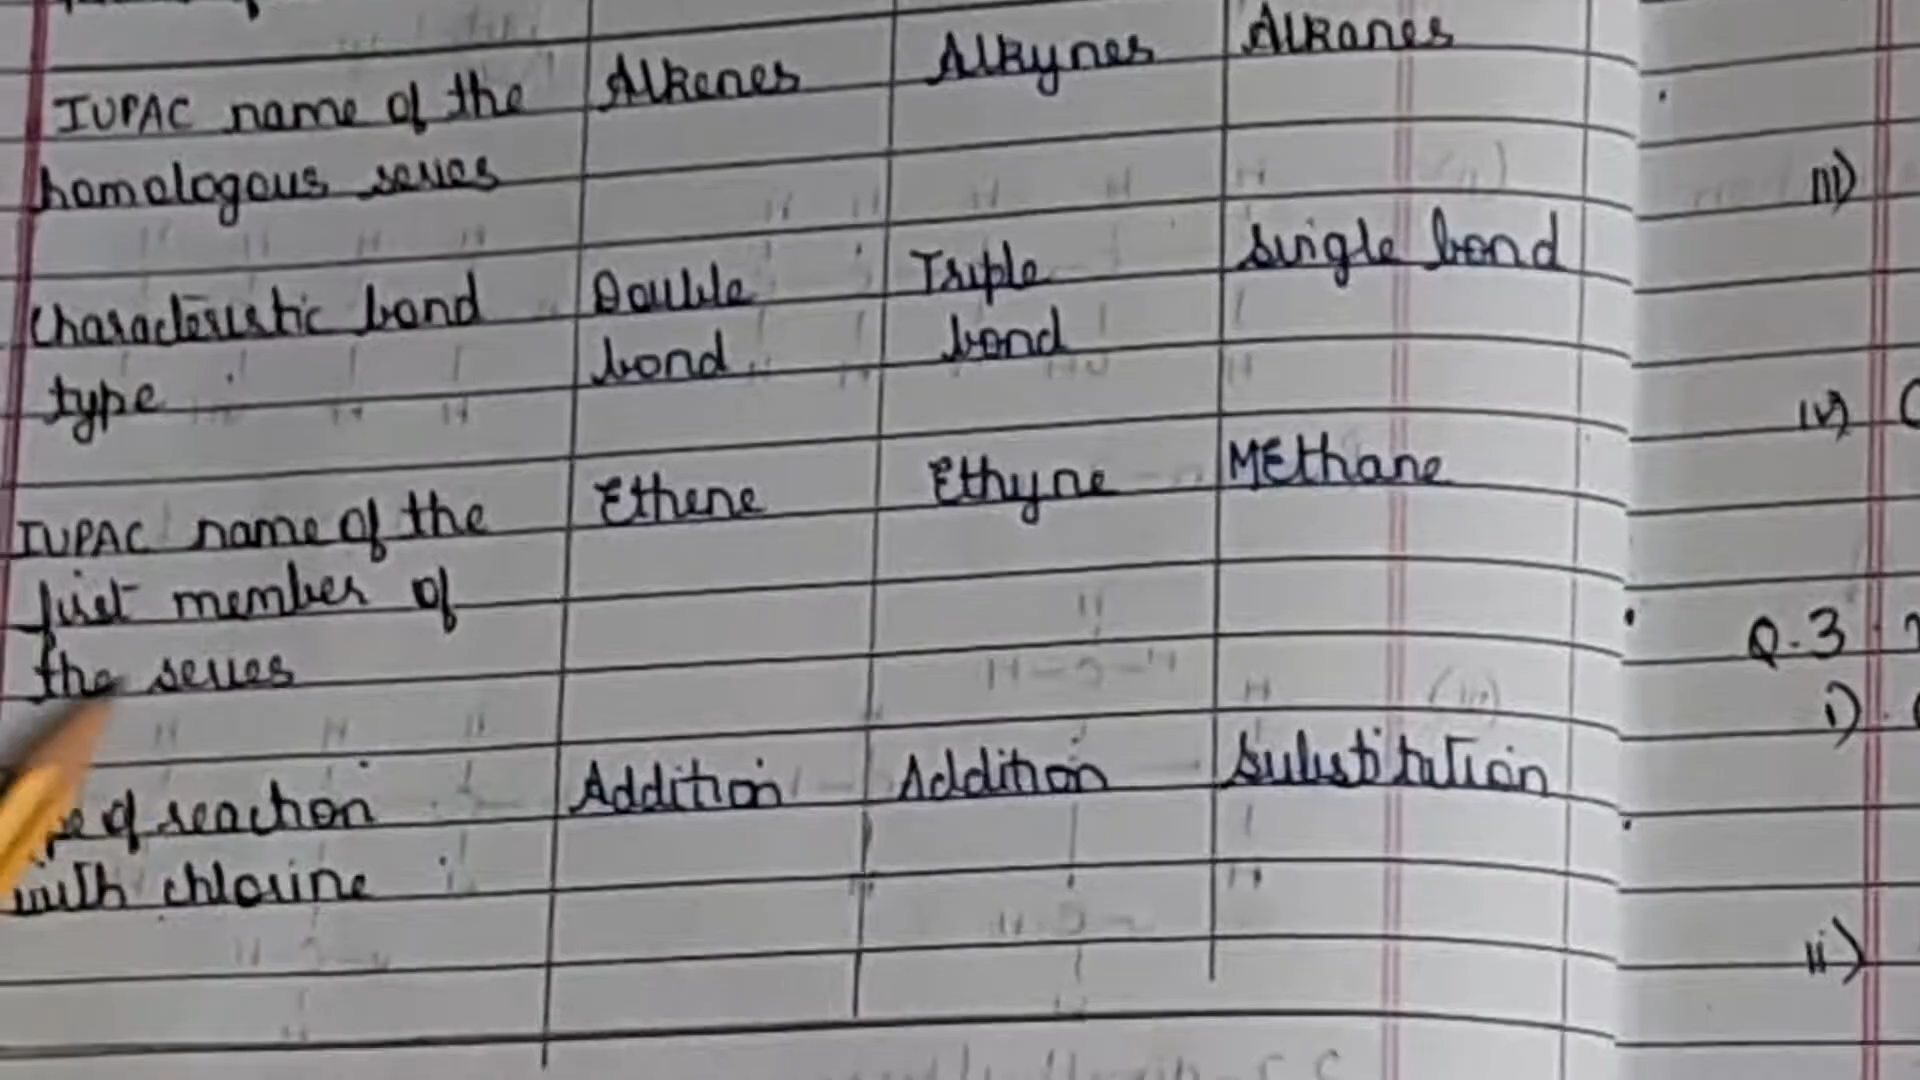 IUPAC name of the Alkenes Alkynes Alkanes
homologous series
Characteristic bond Double Triple Single bond
type bond bond
IUPAC name of the Ethene Ethyne MEthane
first member of
the series
of reaction Addition Addition Substitution
with chlorine
iii)
iv)
Q.3
i)
ii)